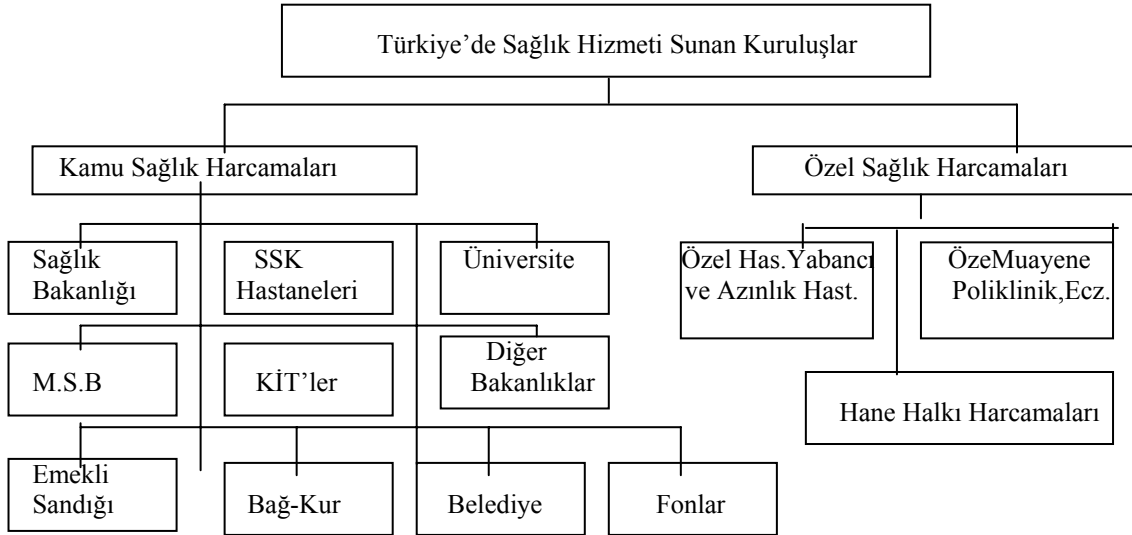 Türkiye’de Sağlık Hizmeti Sunan Kuruluşlar
Kamu Sağlık Harcamaları
Özel Sağlık Harcamaları
Sağlık
Bakanlığı
SSK
Hastaneleri
Üniversite
Özel Has.Yabancı
ve Azınlık Hast.
ÖzeMuayene
Poliklinik,Ecz.
M.S.B
KİT’ler
Diğer
Bakanlıklar
Hane Halkı Harcamaları
Emekli
Sandığı
Bağ-Kur
Belediye
Fonlar